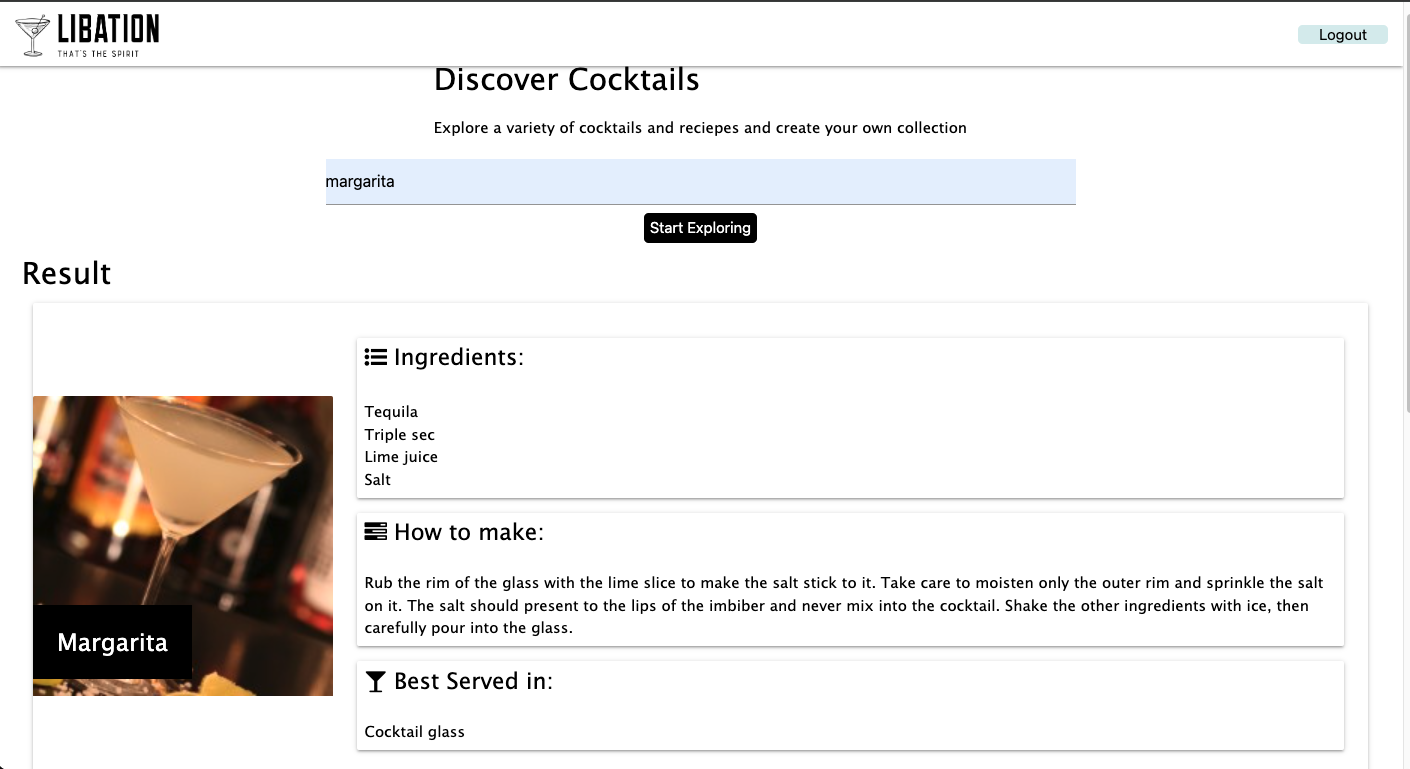 LIBATION
THAT'S THE SPIRIT
Logout
Discover Cocktails
Explore a variety of cocktails and reciepes and create your own collection
margarita
Start Exploring
Result
Ingredients:
Tequila
Triple sec
Lime juice
Salt
How to make:
Rub the rim of the glass with the lime slice to make the salt stick to it. Take care to moisten only the outer rim and sprinkle the salt
on it. The salt should present to the lips of the imbiber and never mix into the cocktail. Shake the other ingredients with ice, then
carefully pour into the glass.
Margarita
Best Served in:
Cocktail glass